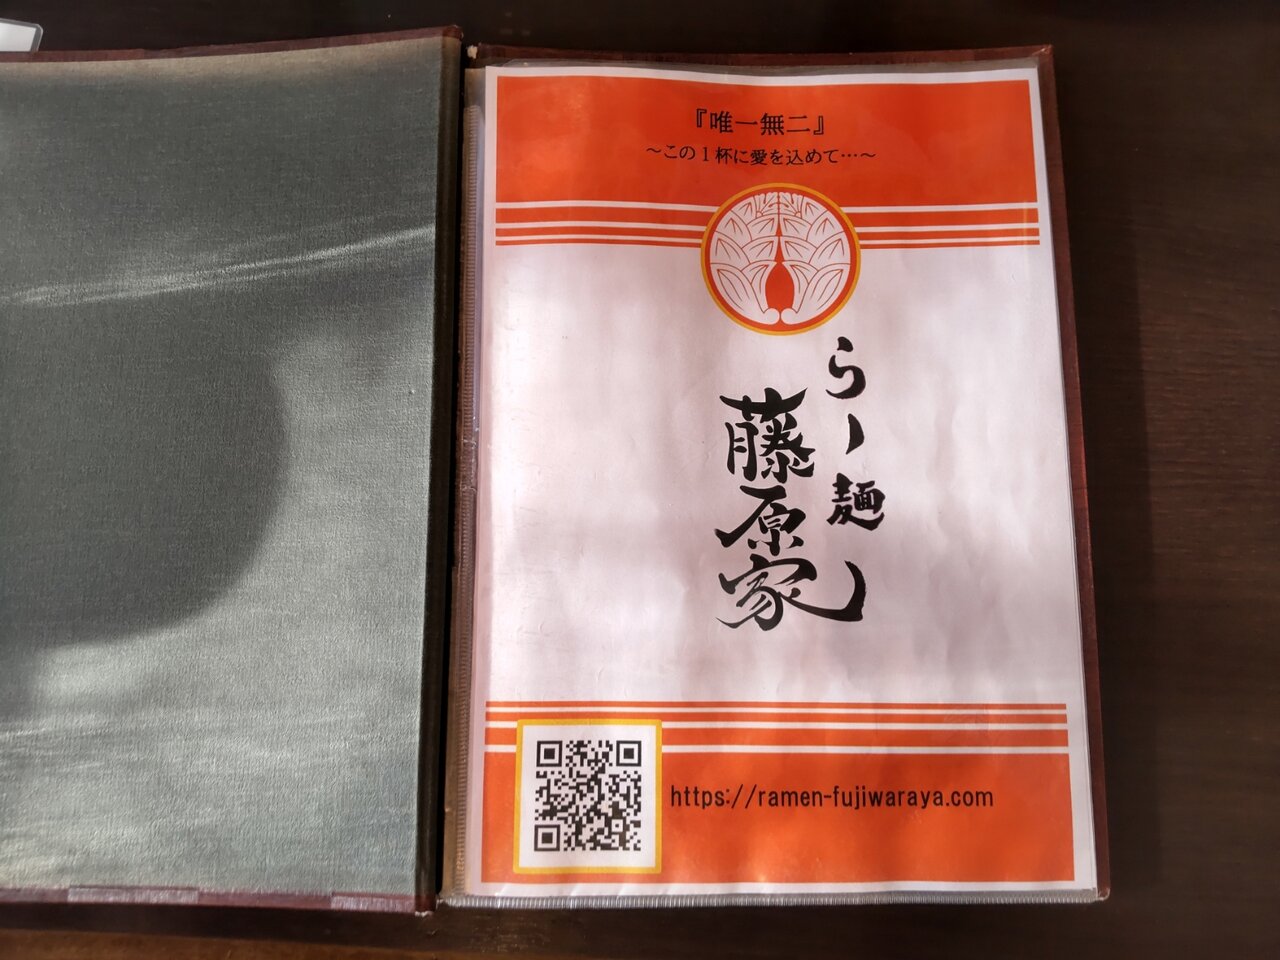 『唯一無二』
～この１杯に愛を込めて…～
らー麺
藤原家
https://ramen-fujiwaraya.com